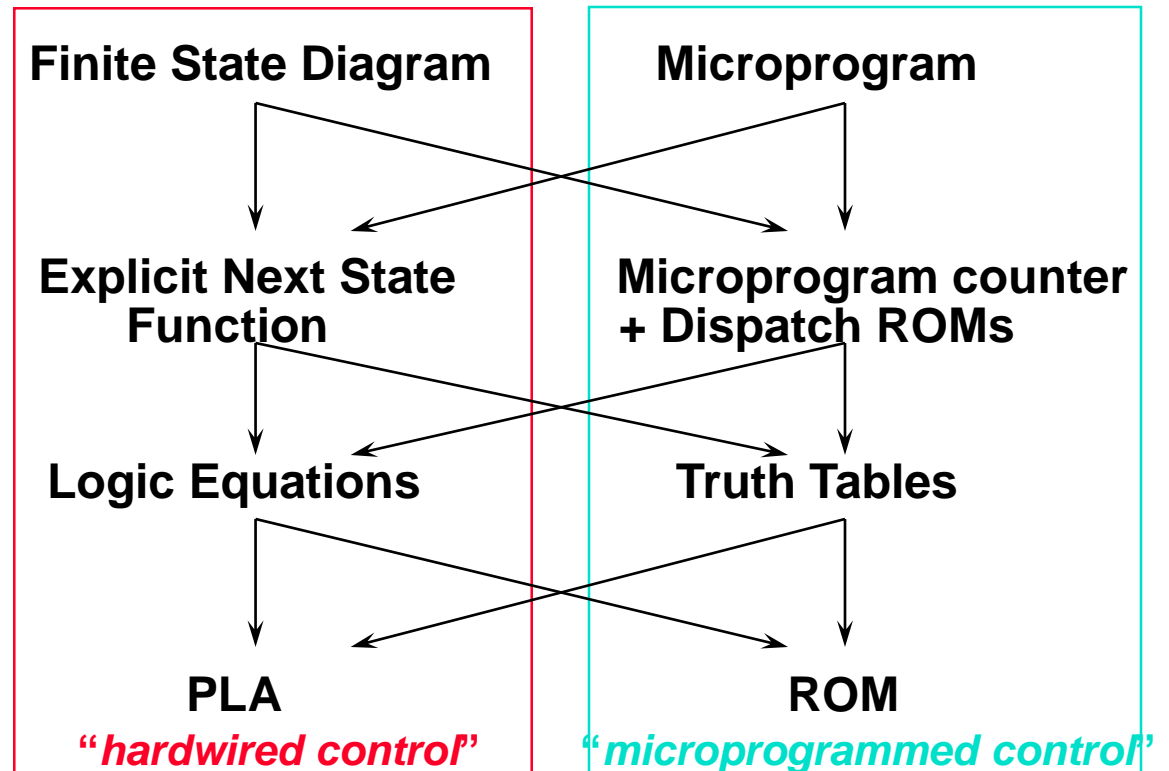 Finite State Diagram
Microprogram
Explicit Next State
Function
Microprogram counter
+ Dispatch ROMs
Logic Equations
Truth Tables
PLA
ROM
“hardwired control”
“microprogrammed control”